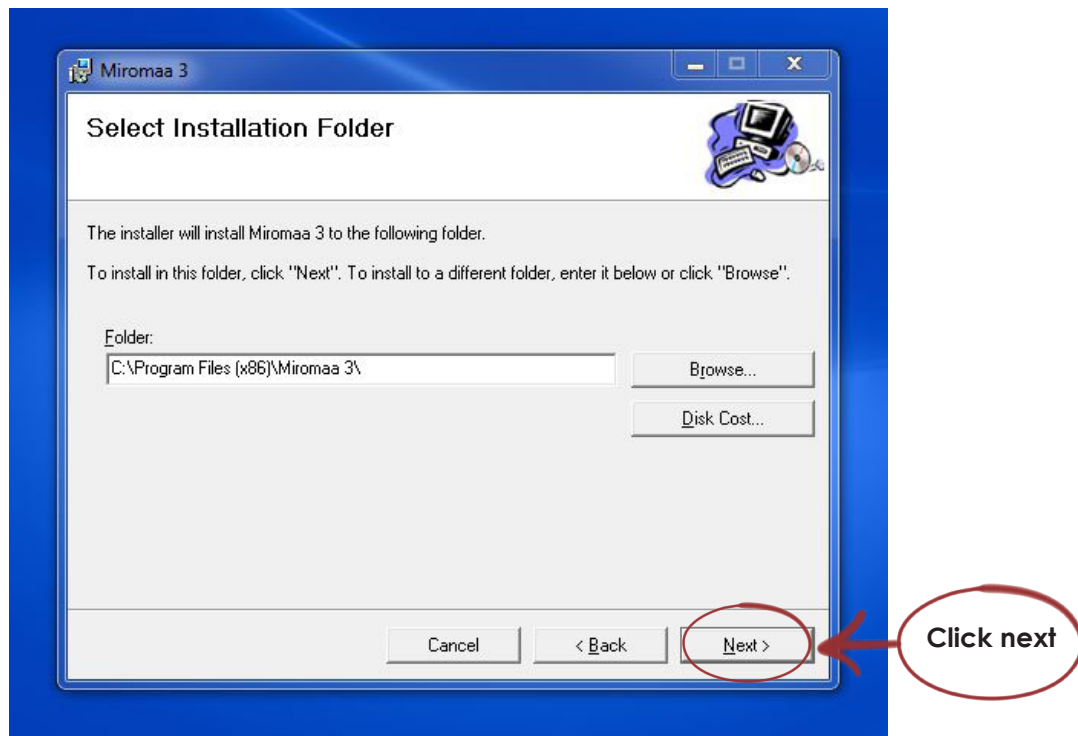 Miromaa 3
Select Installation Folder
The installer will install Miromaa 3 to the following folder.
To install in this folder, click "Next". To install to a different folder, enter it below or click "Browse".
Folder:
C:\Program Files (x86)\Miromaa 3\
Browse...
Disk Cost...
Cancel
< Back
Next >
Click next